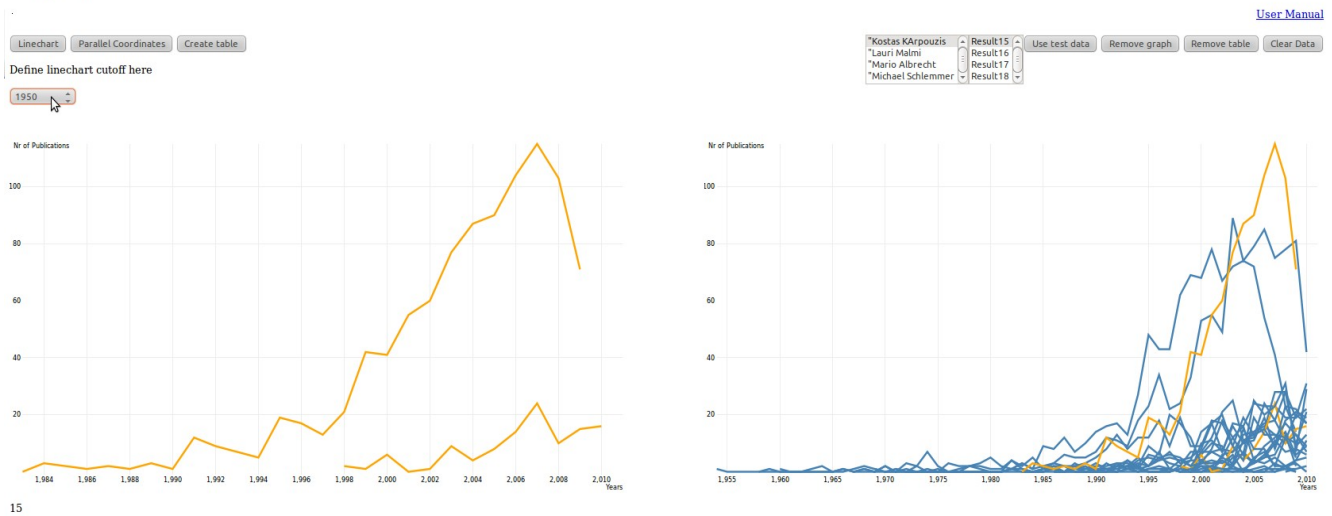 User Manual
Linechart Parallel Coordinates Create table
"Kostas KArpouzis Result15 Use test data Remove graph Remove table Clear Data
"Lauri Malmi Result16
"Mario Albrecht Result17
"Michael Schlemmer Result18
Define linechart cutoff here
1950
Nr of Publications
100
80
60
40
20
1,984 1,986 1,988 1,990 1,992 1,994 1,996 1,998 2,000 2,002 2,004 2,006 2,008 2,010
Years
Nr of Publications
100
80
60
40
20
1,955 1,960 1,965 1,970 1,975 1,980 1,985 1,990 1,995 2,000 2,005 2,010
Years
15